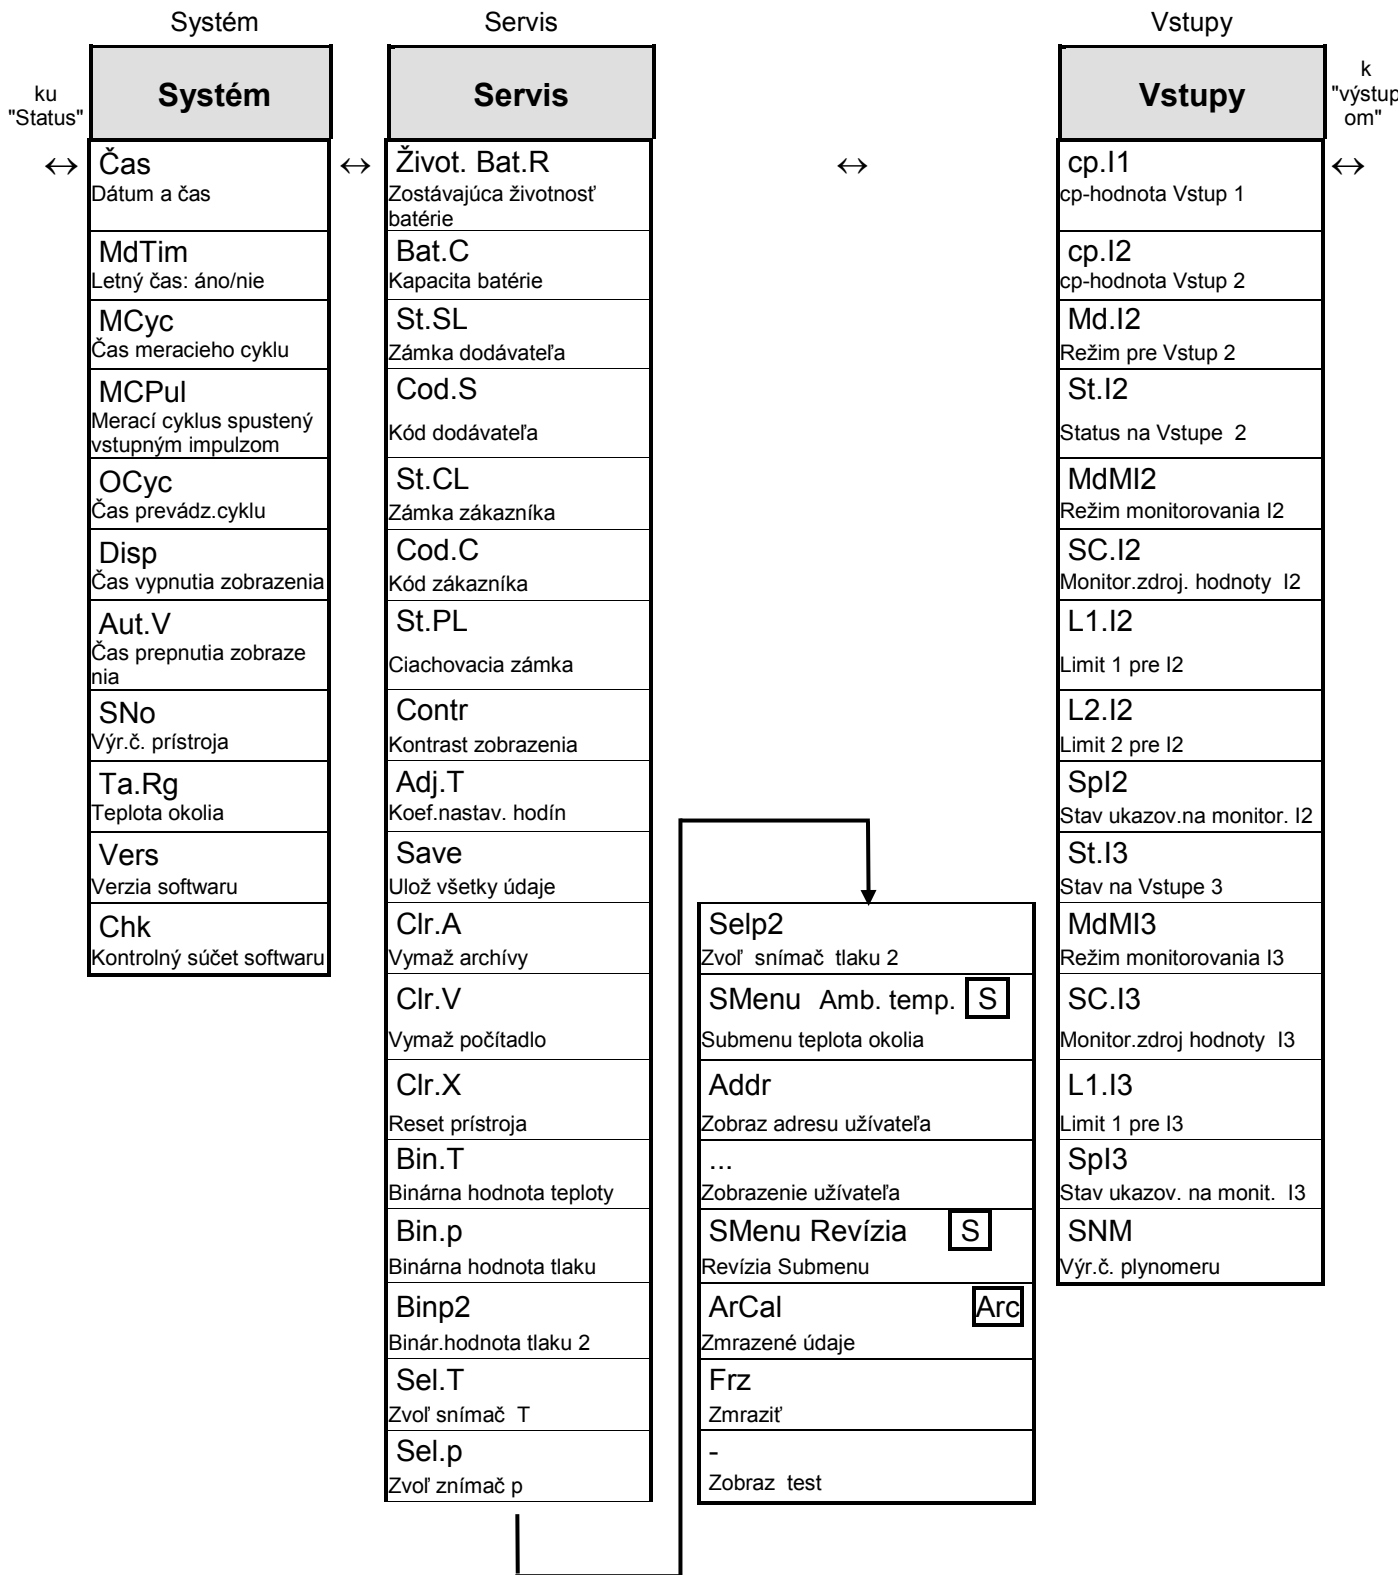 Systém
Servis
Vstupy
ku
"Status"
Systém
Servis
Vstupy
k
"výstup
om"
↔
Čas
Dátum a čas
MdTim
Letný čas: áno/nie
MCyc
Čas meracieho cyklu
MCPul
Merací cyklus spustený
vstupným impulzom
OCyc
Čas prevádz.cyklu
Disp
Čas vypnutia zobrazenia
Aut.V
Čas prepnutia zobraze
nia
SNo
Výr.č. prístroja
Ta.Rg
Teplota okolia
Vers
Verzia softwaru
Chk
Kontrolný súčet softwaru
↔
Život. Bat.R
Zostávajúca životnosť
batérie
Bat.C
Kapacita batérie
St.SL
Zámka dodávateľa
Cod.S
Kód dodávateľa
St.CL
Zámka zákazníka
Cod.C
Kód zákazníka
St.PL
Ciachovacia zámka
Contr
Kontrast zobrazenia
Adj.T
Koef.nastav. hodín
Save
Ulož všetky údaje
Clr.A
Vymaž archívy
Clr.V
Vymaž počítadlo
Clr.X
Reset prístroja
Bin.T
Binárna hodnota teploty
Bin.p
Binárna hodnota tlaku
Binp2
Binár.hodnota tlaku 2
Sel.T
Zvoľ snímač T
Sel.p
Zvoľ znímač p
↔
Selp2
Zvoľ snímač tlaku 2
SMenu Amb. temp. S
Submenu teplota okolia
Addr
Zobraz adresu užívateľa
...
Zobrazenie užívateľa
SMenu Revízia S
Revízia Submenu
ArCal Arc
Zmrazené údaje
Frz
Zmraziť
-
Zobraz test
cp.I1
cp-hodnota Vstup 1
cp.I2
cp-hodnota Vstup 2
Md.I2
Režim pre Vstup 2
St.I2
Status na Vstupe 2
MdMI2
Režim monitorovania I2
SC.I2
Monitor.zdroj. hodnoty I2
L1.I2
Limit 1 pre I2
L2.I2
Limit 2 pre I2
SpI2
Stav ukazov.na monitor. I2
St.I3
Stav na Vstupe 3
MdMI3
Režim monitorovania I3
SC.I3
Monitor.zdroj hodnoty I3
L1.I3
Limit 1 pre I3
SpI3
Stav ukazov. na monit. I3
SNM
Výr.č. plynomeru
↔